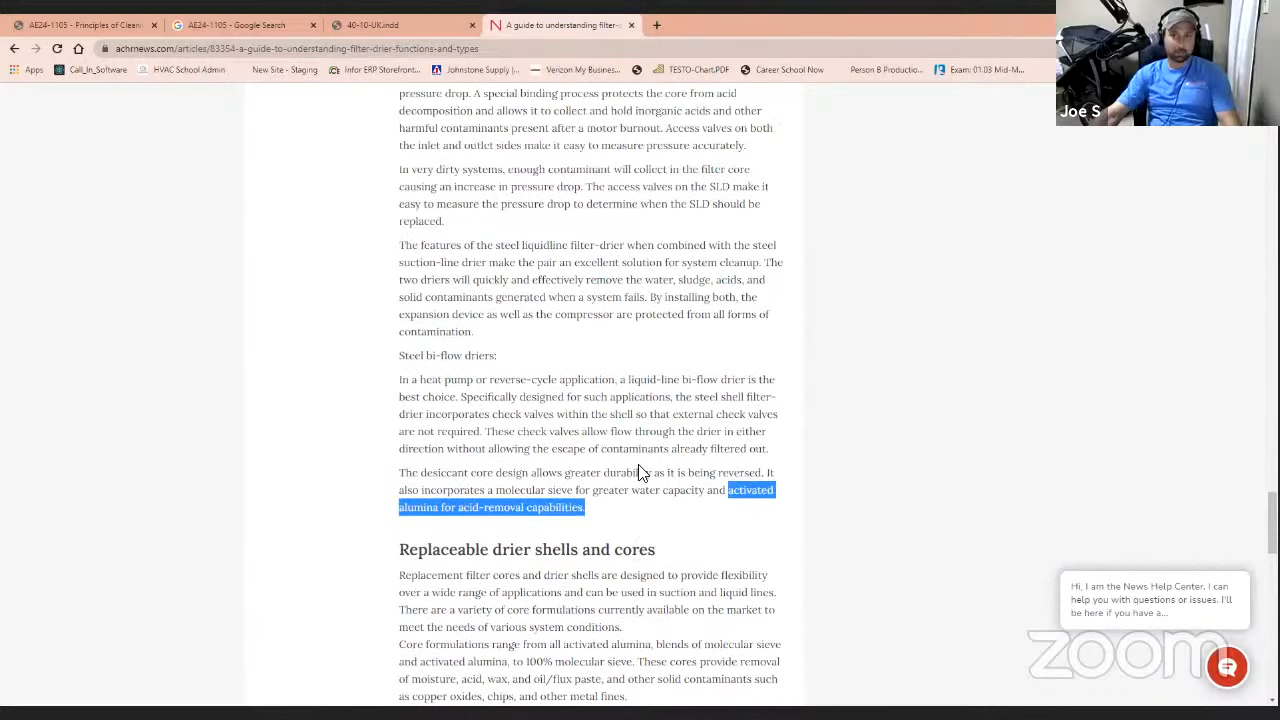 AE24-1105 - Principles of Clean
AE24-1105 - Google Search
40-10-UK.indd
A guide to understanding filter-
achrnews.com/articles/83354-a-guide-to-understanding-filter-drier-functions-and-types
Apps
Call_In_Software
HVAC School Admin
New Site - Staging
Infor ERP Storefront...
Johnstone Supply |...
Verizon My Business...
TESTO-Chart.PDF
Career School Now
Person B Productio...
Exam: 01.03 Mid-M...
Joe S
pressure drop. A special binding process protects the core from acid
decomposition and allows it to collect and hold inorganic acids and other
harmful contaminants present after a motor burnout. Access valves on both
the inlet and outlet sides make it easy to measure pressure accurately.
In very dirty systems, enough contaminant will collect in the filter core
causing an increase in pressure drop. The access valves on the SLD make it
easy to measure the pressure drop to determine when the SLD should be
replaced.
The features of the steel liquidline filter-drier when combined with the steel
suction-line drier make the pair an excellent solution for system cleanup. The
two driers will quickly and effectively remove the water, sludge, acids, and
solid contaminants generated when a system fails. By installing both, the
expansion device as well as the compressor are protected from all forms of
contamination.
Steel bi-flow driers:
In a heat pump or reverse-cycle application, a liquid-line bi-flow drier is the
best choice. Specifically designed for such applications, the steel shell filter-
drier incorporates check valves within the shell so that external check valves
are not required. These check valves allow flow through the drier in either
direction without allowing the escape of contaminants already filtered out.
The desiccant core design allows greater durability as it is being reversed. It
also incorporates a molecular sieve for greater water capacity and activated
alumina for acid-removal capabilities.
Replaceable drier shells and cores
Replacement filter cores and drier shells are designed to provide flexibility
over a wide range of applications and can be used in suction and liquid lines.
There are a variety of core formulations currently available on the market to
meet the needs of various system conditions.
Core formulations range from all activated alumina, blends of molecular sieve
and activated alumina, to 100% molecular sieve. These cores provide removal
of moisture, acid, wax, and oil/flux paste, and other solid contaminants such
as copper oxides, chips, and other metal fines.
Hi, I am the News Help Center. I can
help you with questions or issues. I'll
be here if you have a...
zoom